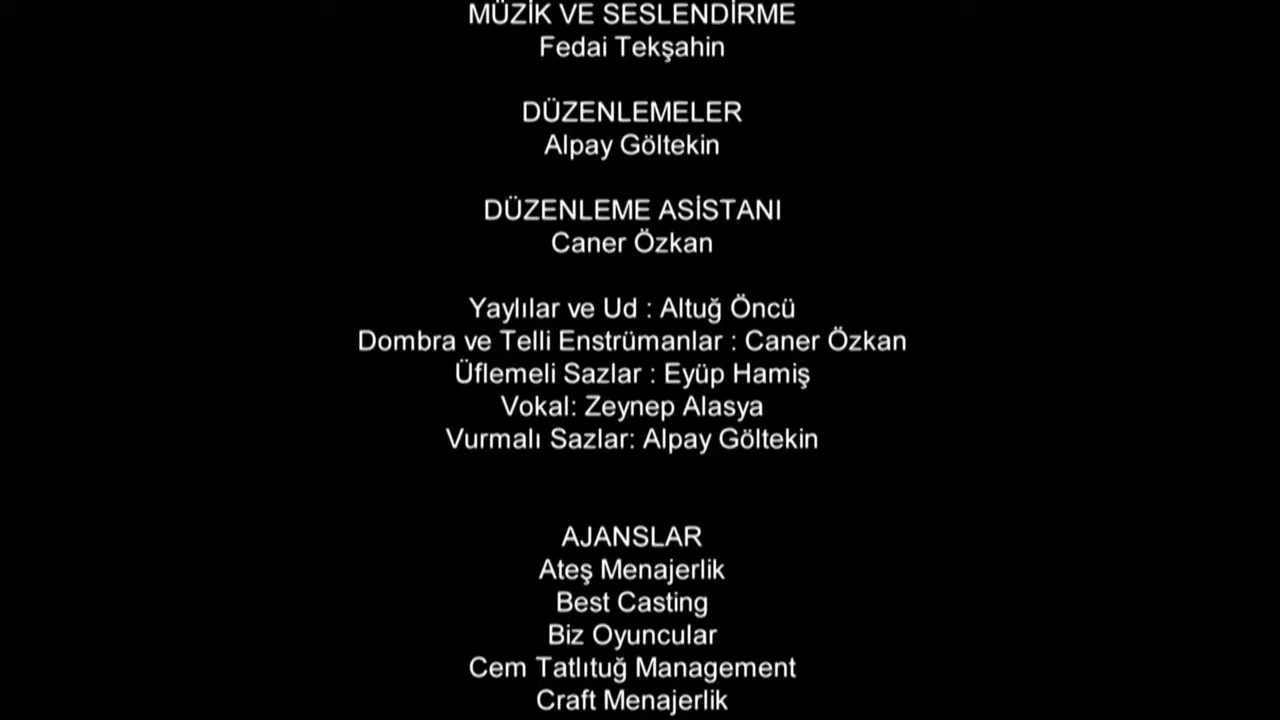 MÜZİK VE SESLENDİRME
Fedai Tekşahin
DÜZENLEMELER
Alpay Göltekin
DÜZENLEME ASİSTANI
Caner Özkan
Yaylılar ve Ud : Altuğ Öncü
Dombra ve Telli Enstrümanlar : Caner Özkan
Üflemeli Sazlar : Eyüp Hamiş
Vokal: Zeynep Alasya
Vurmalı Sazlar: Alpay Göltekin
AJANSLAR
Ateş Menajerlik
Best Casting
Biz Oyuncular
Cem Tatlıtuğ Management
Craft Menajerlik